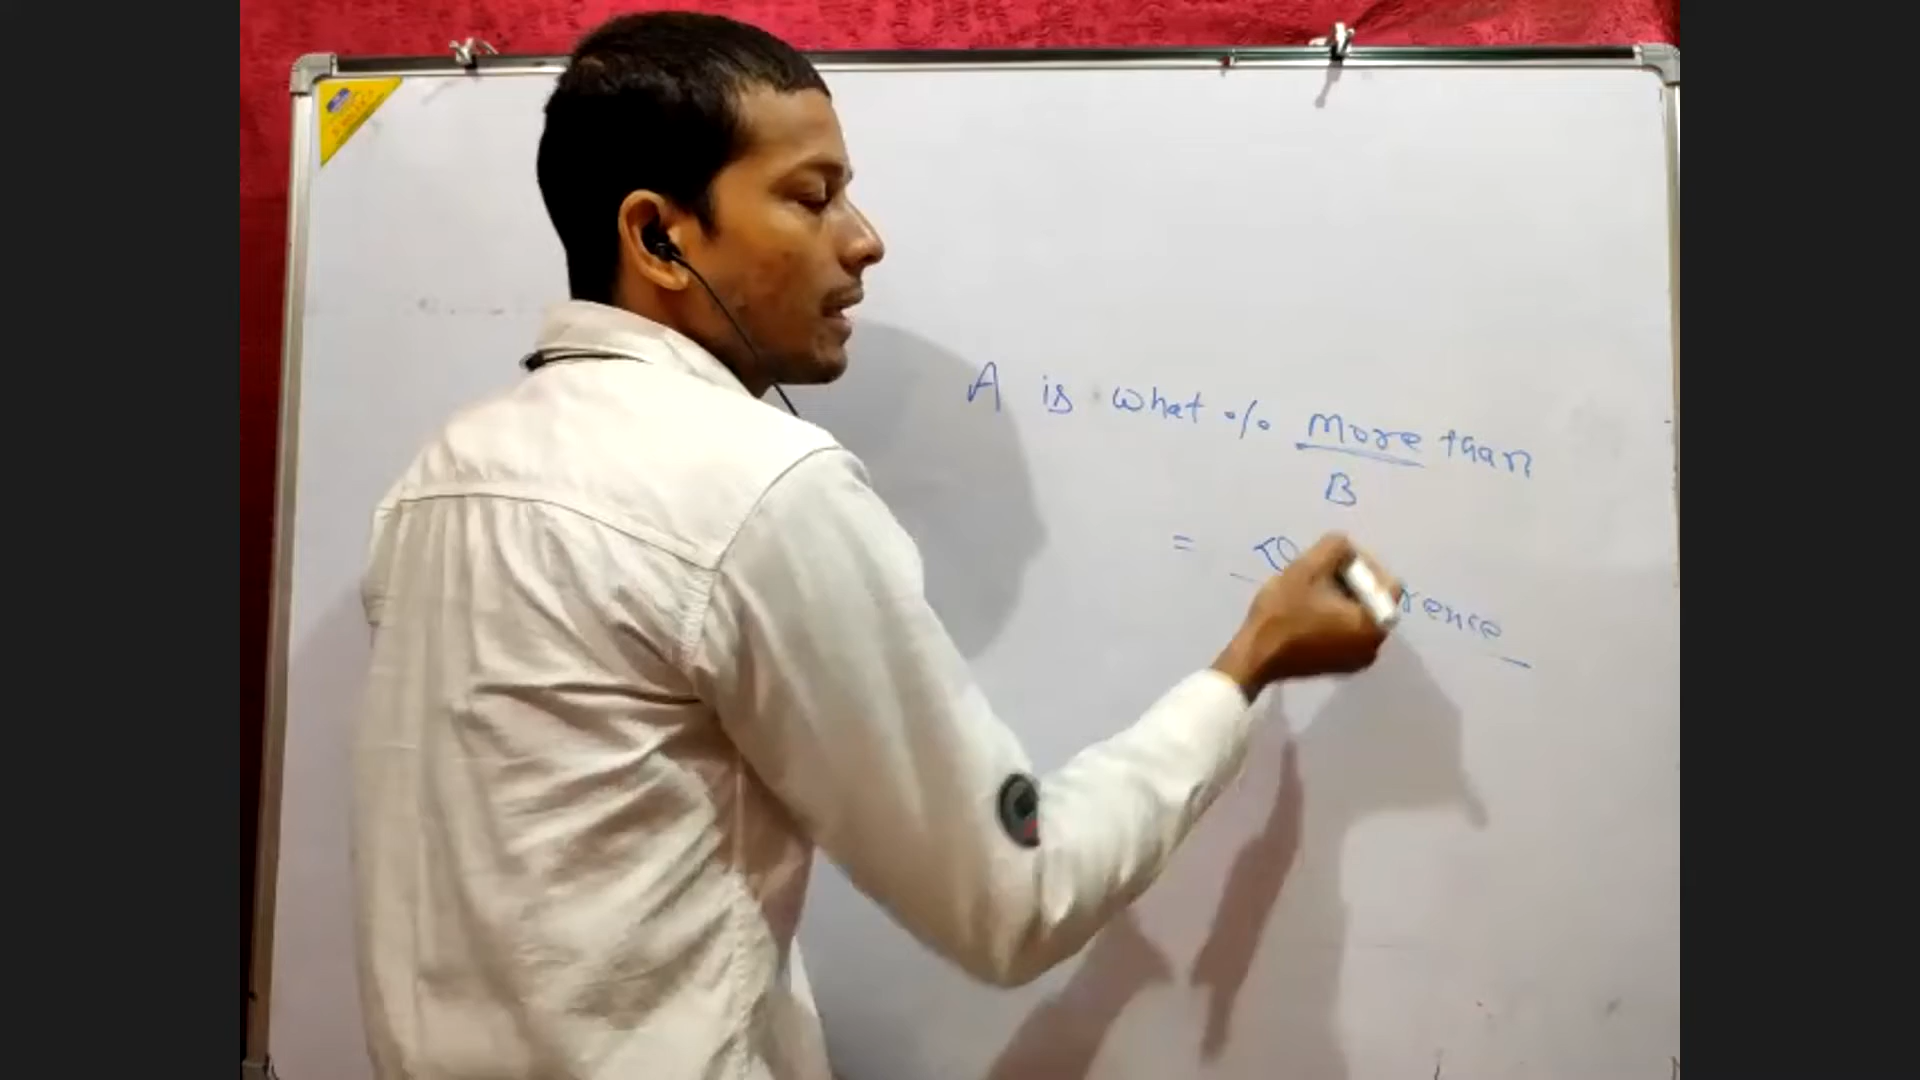 A is what % more than
B
=